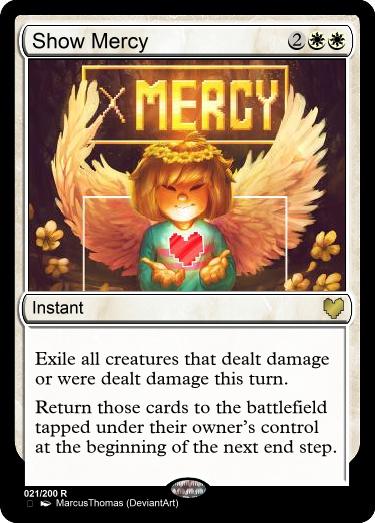 Show Mercy 2
× MERCY
Instant
Exile all creatures that dealt damage
or were dealt damage this turn.
Return those cards to the battlefield
tapped under their owner's control
at the beginning of the next end step.
021/200 R
MarcusThomas (DeviantArt)